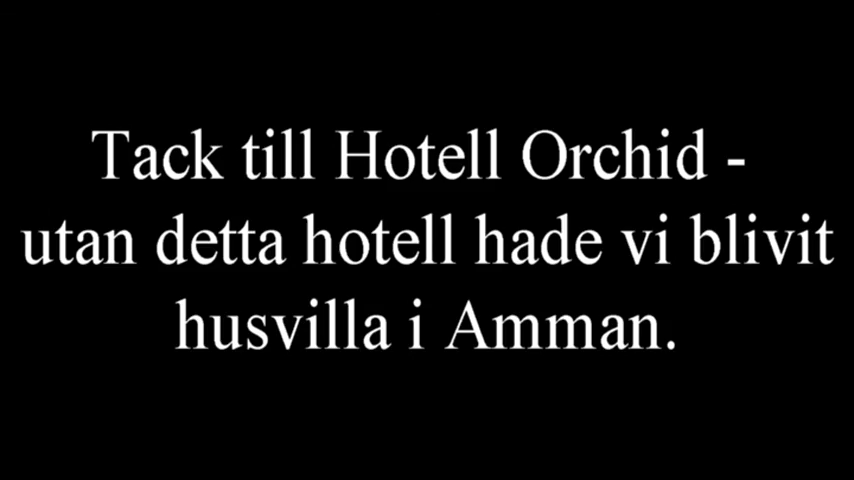 Tack till Hotell Orchid -
utan detta hotell hade vi blivit
husvilla i Amman.